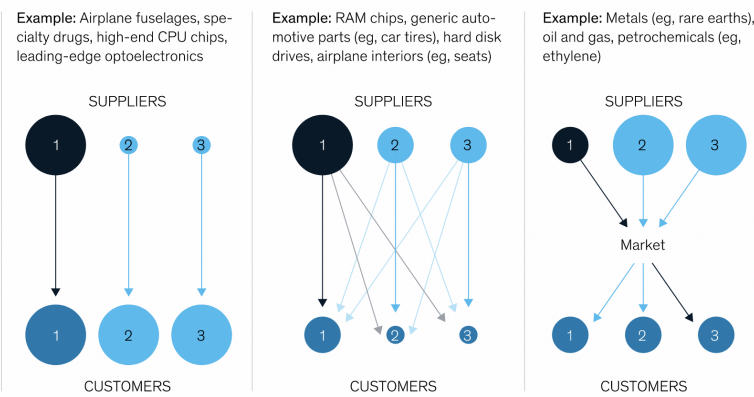 Example: Airplane fuselages, spe-
cialty drugs, high-end CPU chips,
leading-edge optoelectronics
SUPPLIERS
1 2 3
1 2 3
CUSTOMERS
Example: RAM chips, generic auto-
motive parts (eg, car tires), hard disk
drives, airplane interiors (eg, seats)
SUPPLIERS
1 2 3
1 2 3
CUSTOMERS
Example: Metals (eg, rare earths),
oil and gas, petrochemicals (eg,
ethylene)
SUPPLIERS
1 2 3
Market
1 2 3
CUSTOMERS